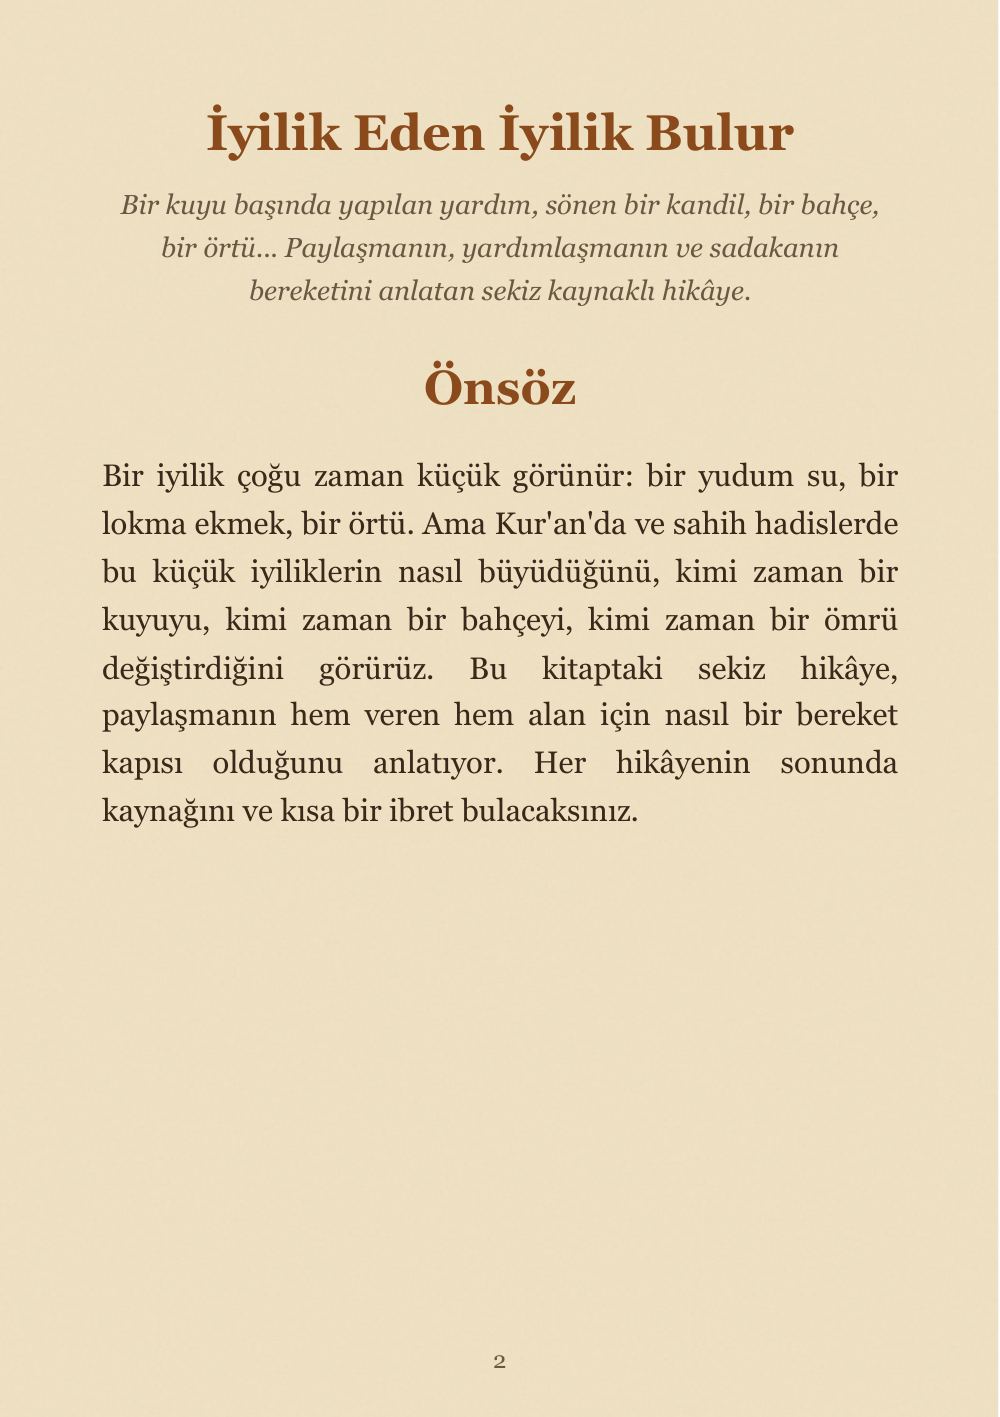 İyilik Eden İyilik Bulur
Bir kuyu başında yapılan yardım, sönen bir kandil, bir bahçe,
bir örtü... Paylaşmanın, yardımlaşmanın ve sadakanın
bereketini anlatan sekiz kaynaklı hikâye.
Önsöz
Bir iyilik çoğu zaman küçük görünür: bir yudum su, bir
lokma ekmek, bir örtü. Ama Kur'an'da ve sahih hadislerde
bu küçük iyiliklerin nasıl büyüdüğünü, kimi zaman bir
kuyuyu, kimi zaman bir bahçeyi, kimi zaman bir ömrü
değiştirdiğini görürüz. Bu kitaptaki sekiz hikâye,
paylaşmanın hem veren hem alan için nasıl bir bereket
kapısı olduğunu anlatıyor. Her hikâyenin sonunda
kaynağını ve kısa bir ibret bulacaksınız.
2